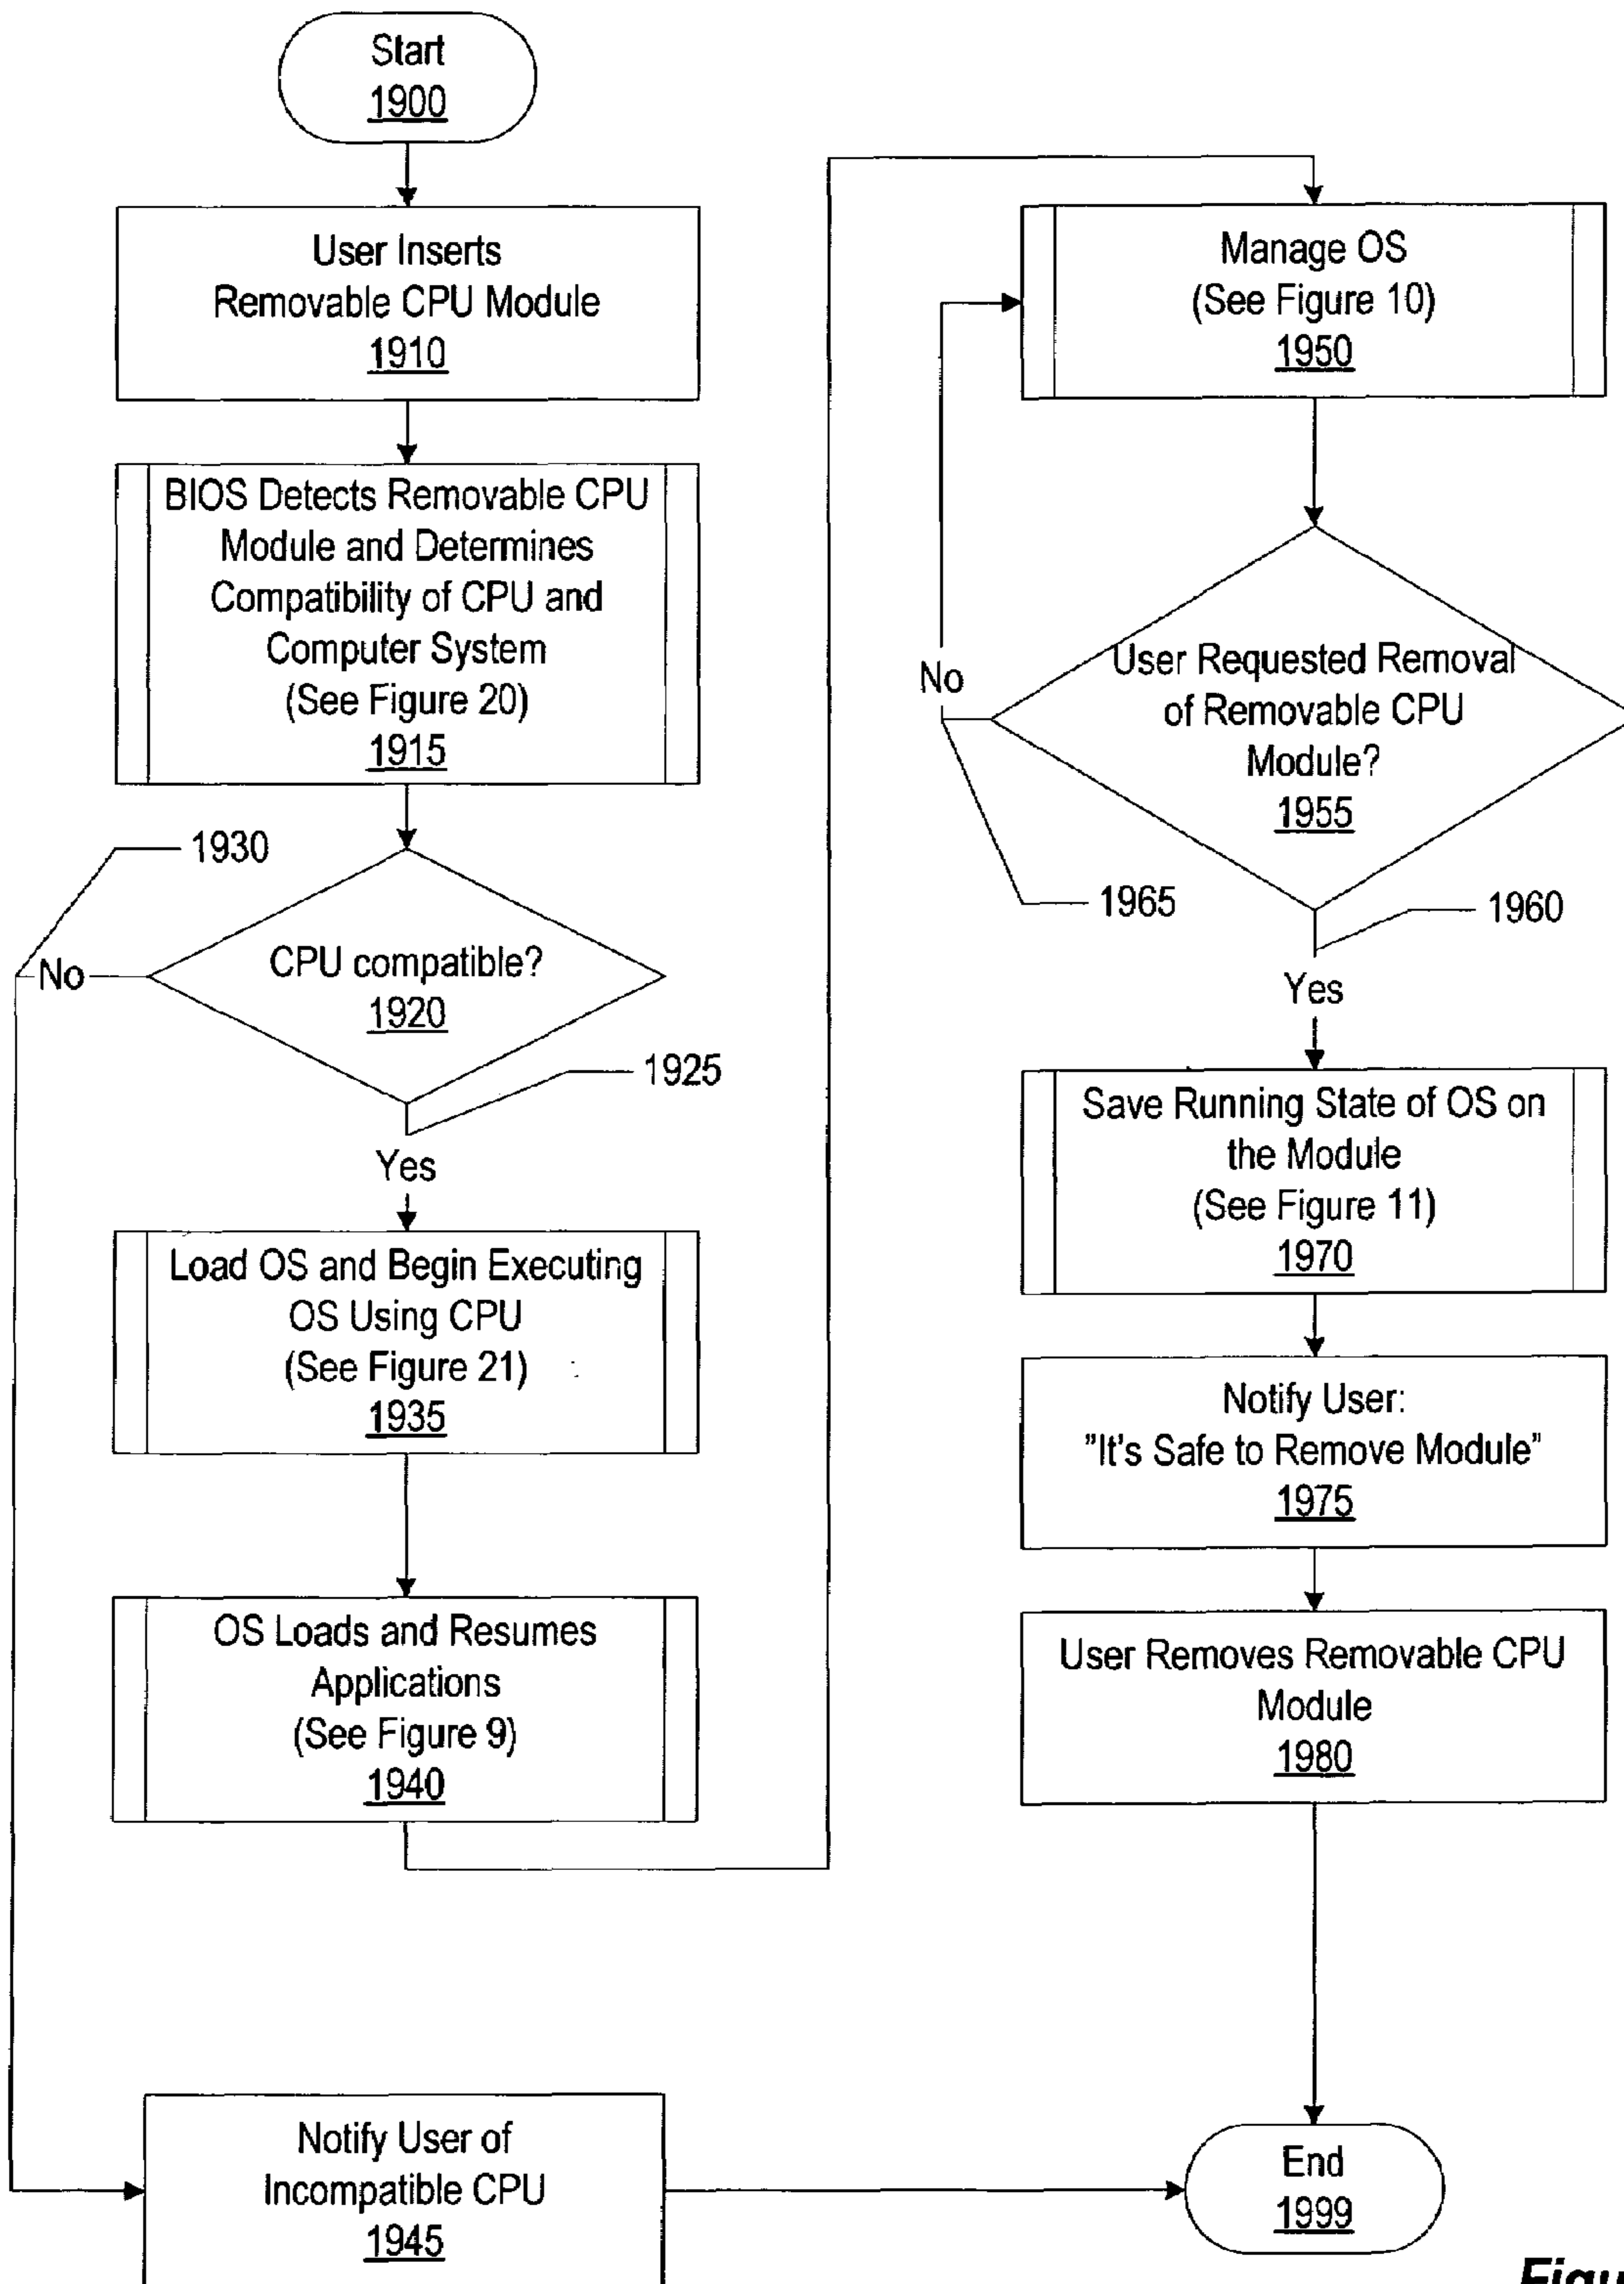 Start
1900
User Inserts
Removable CPU Module
1910
BIOS Detects Removable CPU
Module and Determines
Compatibility of CPU and
Computer System
(See Figure 20)
1915
1930
No
CPU compatible?
1920
1925
Yes
Load OS and Begin Executing
OS Using CPU
(See Figure 21)
1935
OS Loads and Resumes
Applications
(See Figure 9)
1940
Notify User of
Incompatible CPU
1945
Manage OS
(See Figure 10)
1950
No
User Requested Removal
of Removable CPU
Module?
1955
1965
1960
Yes
Save Running State of OS on
the Module
(See Figure 11)
1970
Notify User:
"It's Safe to Remove Module"
1975
User Removes Removable CPU
Module
1980
End
1999